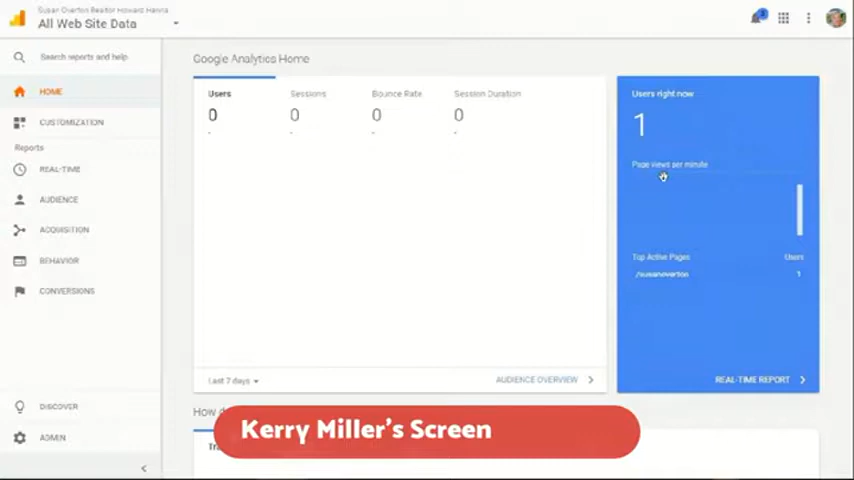 Susan Overton Realtor Howard Hanna
All Web Site Data
3
Search reports and help
Google Analytics Home
HOME
CUSTOMIZATION
Reports
REAL-TIME
AUDIENCE
ACQUISITION
BEHAVIOR
CONVERSIONS
DISCOVER
ADMIN
Users
Sessions
Bounce Rate
Session Duration
0
0
0
0
-
-
-
-
Last 7 days
AUDIENCE OVERVIEW
Users right now
1
Page views per minute
Top Active Pages
Users
/susanoverton
1
REAL-TIME REPORT
How d
Kerry Miller's Screen